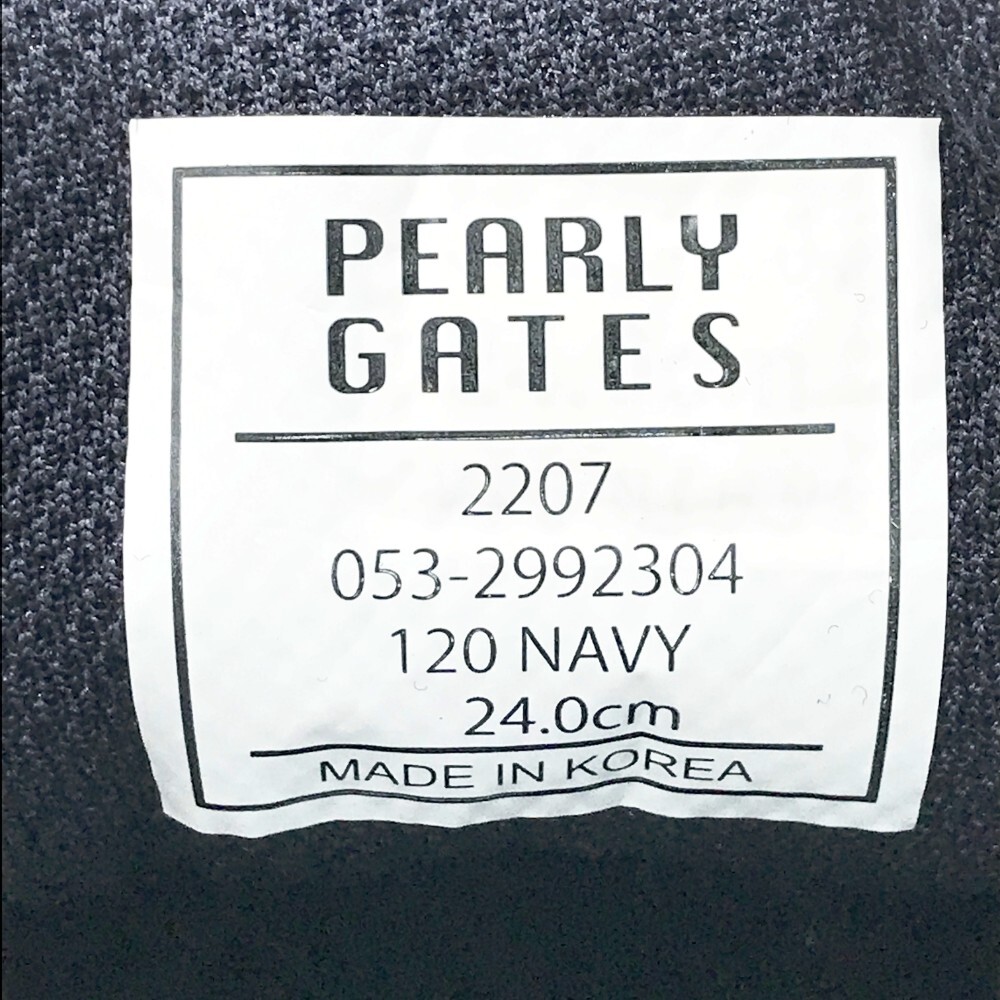 PEARLY
GATES
2207
053-2992304
120 NAVY
24.0cm
MADE IN KOREA